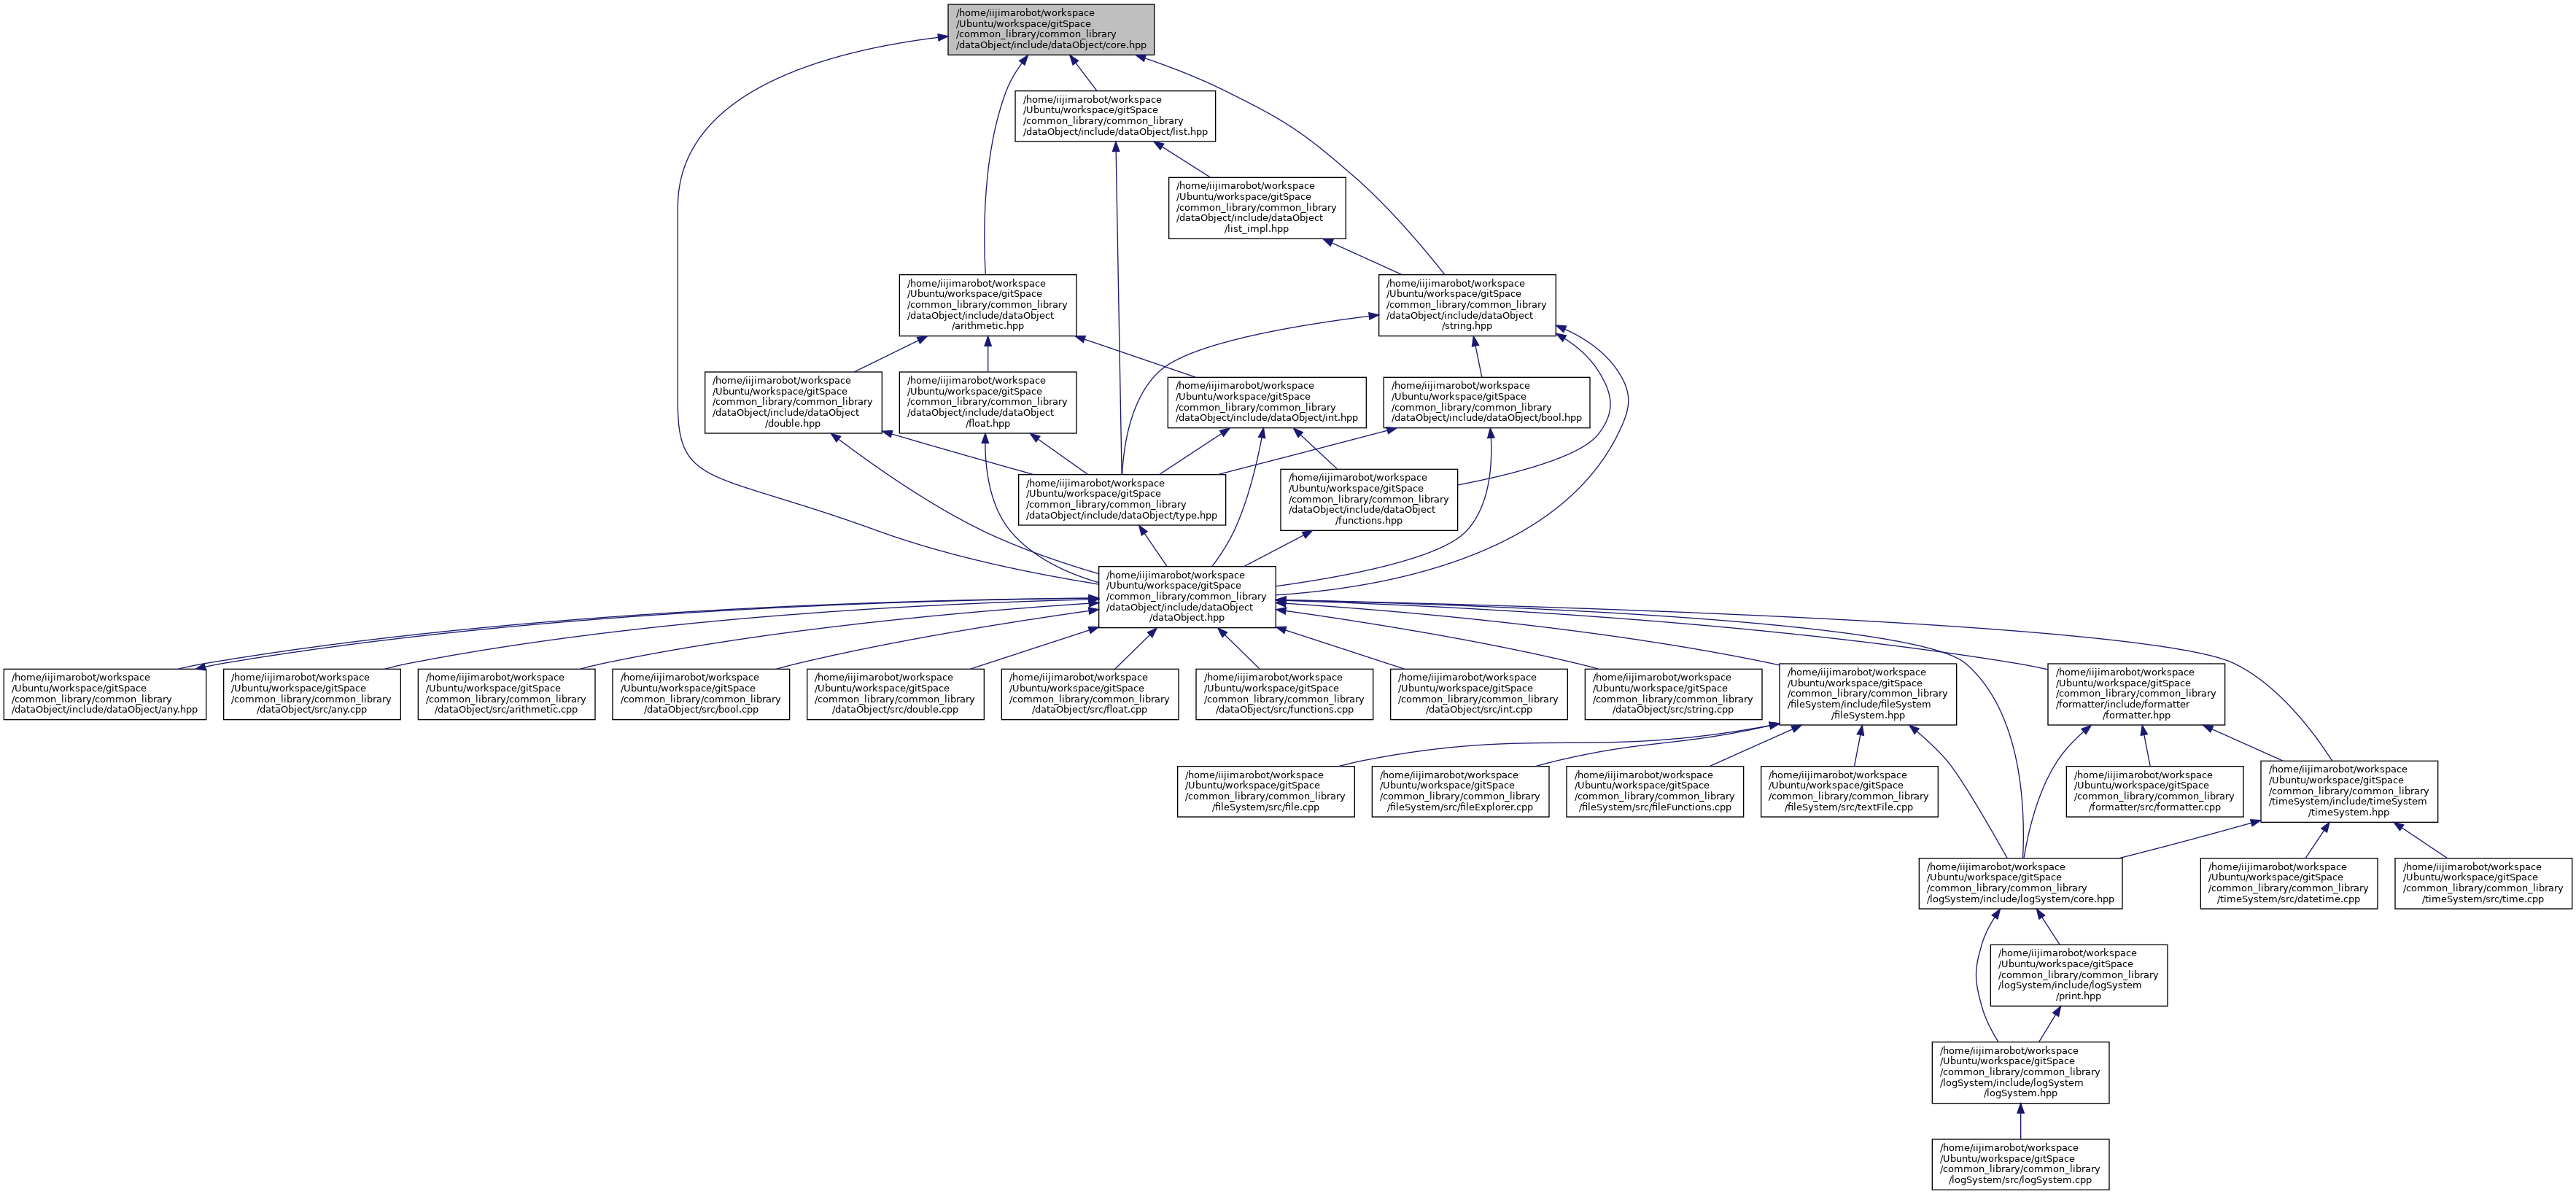 /home/iijimarobot/workspace
/Ubuntu/workspace/gitSpace
/common_library/common_library
/dataObject/include/dataObject/core.hpp
/home/iijimarobot/workspace
/Ubuntu/workspace/gitSpace
/common_library/common_library
/dataObject/include/dataObject/list.hpp
/home/iijimarobot/workspace
/Ubuntu/workspace/gitSpace
/common_library/common_library
/dataObject/include/dataObject
/list_impl.hpp
/home/iijimarobot/workspace
/Ubuntu/workspace/gitSpace
/common_library/common_library
/dataObject/include/dataObject
/arithmetic.hpp
/home/iijimarobot/workspace
/Ubuntu/workspace/gitSpace
/common_library/common_library
/dataObject/include/dataObject
/string.hpp
/home/iijimarobot/workspace
/Ubuntu/workspace/gitSpace
/common_library/common_library
/dataObject/include/dataObject
/double.hpp
/home/iijimarobot/workspace
/Ubuntu/workspace/gitSpace
/common_library/common_library
/dataObject/include/dataObject
/float.hpp
/home/iijimarobot/workspace
/Ubuntu/workspace/gitSpace
/common_library/common_library
/dataObject/include/dataObject/int.hpp
/home/iijimarobot/workspace
/Ubuntu/workspace/gitSpace
/common_library/common_library
/dataObject/include/dataObject/bool.hpp
/home/iijimarobot/workspace
/Ubuntu/workspace/gitSpace
/common_library/common_library
/dataObject/include/dataObject/type.hpp
/home/iijimarobot/workspace
/Ubuntu/workspace/gitSpace
/common_library/common_library
/dataObject/include/dataObject
/functions.hpp
/home/iijimarobot/workspace
/Ubuntu/workspace/gitSpace
/common_library/common_library
/dataObject/include/dataObject
/dataObject.hpp
/home/iijimarobot/workspace
/Ubuntu/workspace/gitSpace
/common_library/common_library
/dataObject/include/dataObject/any.hpp
/home/iijimarobot/workspace
/Ubuntu/workspace/gitSpace
/common_library/common_library
/dataObject/src/any.cpp
/home/iijimarobot/workspace
/Ubuntu/workspace/gitSpace
/common_library/common_library
/dataObject/src/arithmetic.cpp
/home/iijimarobot/workspace
/Ubuntu/workspace/gitSpace
/common_library/common_library
/dataObject/src/bool.cpp
/home/iijimarobot/workspace
/Ubuntu/workspace/gitSpace
/common_library/common_library
/dataObject/src/double.cpp
/home/iijimarobot/workspace
/Ubuntu/workspace/gitSpace
/common_library/common_library
/dataObject/src/float.cpp
/home/iijimarobot/workspace
/Ubuntu/workspace/gitSpace
/common_library/common_library
/dataObject/src/functions.cpp
/home/iijimarobot/workspace
/Ubuntu/workspace/gitSpace
/common_library/common_library
/dataObject/src/int.cpp
/home/iijimarobot/workspace
/Ubuntu/workspace/gitSpace
/common_library/common_library
/dataObject/src/string.cpp
/home/iijimarobot/workspace
/Ubuntu/workspace/gitSpace
/common_library/common_library
/fileSystem/include/fileSystem
/fileSystem.hpp
/home/iijimarobot/workspace
/Ubuntu/workspace/gitSpace
/common_library/common_library
/formatter/include/formatter
/formatter.hpp
/home/iijimarobot/workspace
/Ubuntu/workspace/gitSpace
/common_library/common_library
/fileSystem/src/file.cpp
/home/iijimarobot/workspace
/Ubuntu/workspace/gitSpace
/common_library/common_library
/fileSystem/src/fileExplorer.cpp
/home/iijimarobot/workspace
/Ubuntu/workspace/gitSpace
/common_library/common_library
/fileSystem/src/fileFunctions.cpp
/home/iijimarobot/workspace
/Ubuntu/workspace/gitSpace
/common_library/common_library
/fileSystem/src/textFile.cpp
/home/iijimarobot/workspace
/Ubuntu/workspace/gitSpace
/common_library/common_library
/formatter/src/formatter.cpp
/home/iijimarobot/workspace
/Ubuntu/workspace/gitSpace
/common_library/common_library
/timeSystem/include/timeSystem
/timeSystem.hpp
/home/iijimarobot/workspace
/Ubuntu/workspace/gitSpace
/common_library/common_library
/logSystem/include/logSystem/core.hpp
/home/iijimarobot/workspace
/Ubuntu/workspace/gitSpace
/common_library/common_library
/timeSystem/src/datetime.cpp
/home/iijimarobot/workspace
/Ubuntu/workspace/gitSpace
/common_library/common_library
/timeSystem/src/time.cpp
/home/iijimarobot/workspace
/Ubuntu/workspace/gitSpace
/common_library/common_library
/logSystem/include/logSystem
/print.hpp
/home/iijimarobot/workspace
/Ubuntu/workspace/gitSpace
/common_library/common_library
/logSystem/include/logSystem
/logSystem.hpp
/home/iijimarobot/workspace
/Ubuntu/workspace/gitSpace
/common_library/common_library
/logSystem/src/logSystem.cpp